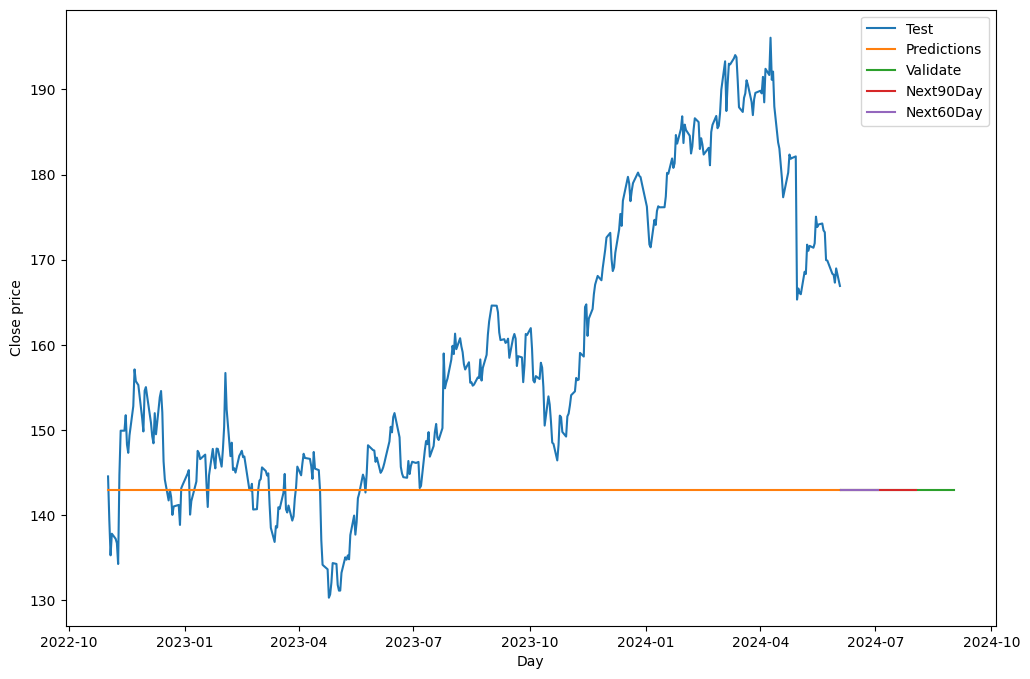 Test
Predictions
Validate
Next90Day
Next60Day
Close price
190
180
170
160
150
140
130
2022-10
2023-01
2023-04
2023-07
2023-10
2024-01
2024-04
2024-07
2024-10
Day